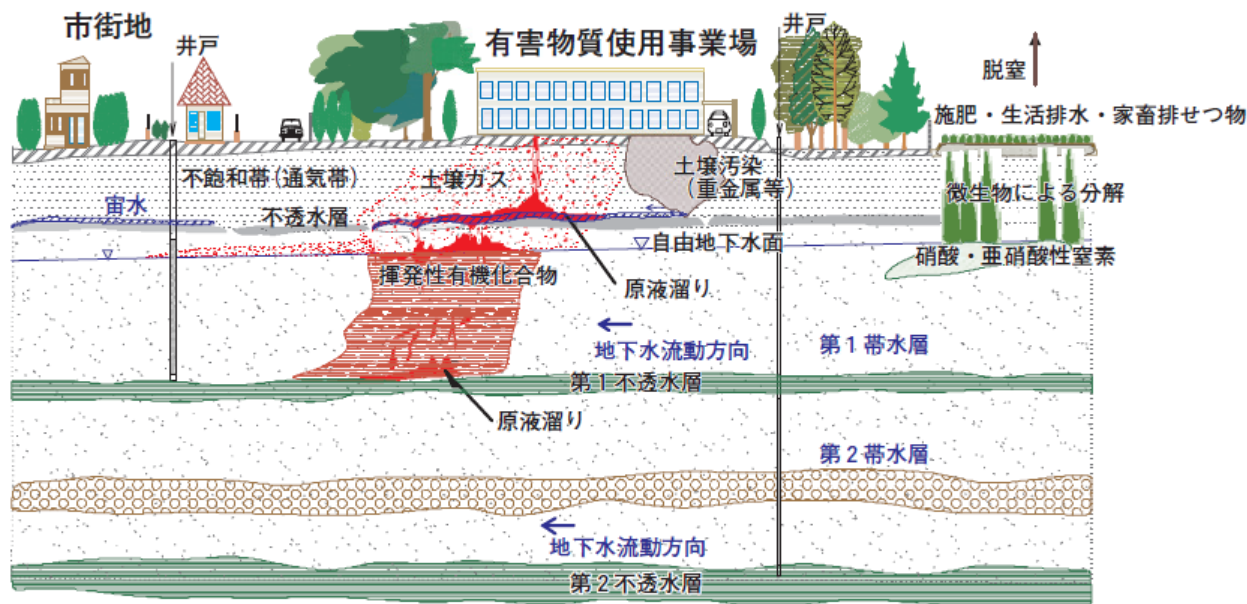 市街地
井戸
有害物質使用事業場
井戸
脱窒
施肥・生活排水・家畜排せつ物
不飽和帯(通気帯)
土壌ガス
土壌汚染
(重金属等)
微生物による分解
宙水
不透水層
自由地下水面
硝酸・亜硝酸性窒素
揮発性有機化合物
原液溜り
地下水流動方向
第1帯水層
第1不透水層
原液溜り
第2帯水層
地下水流動方向
第2不透水層